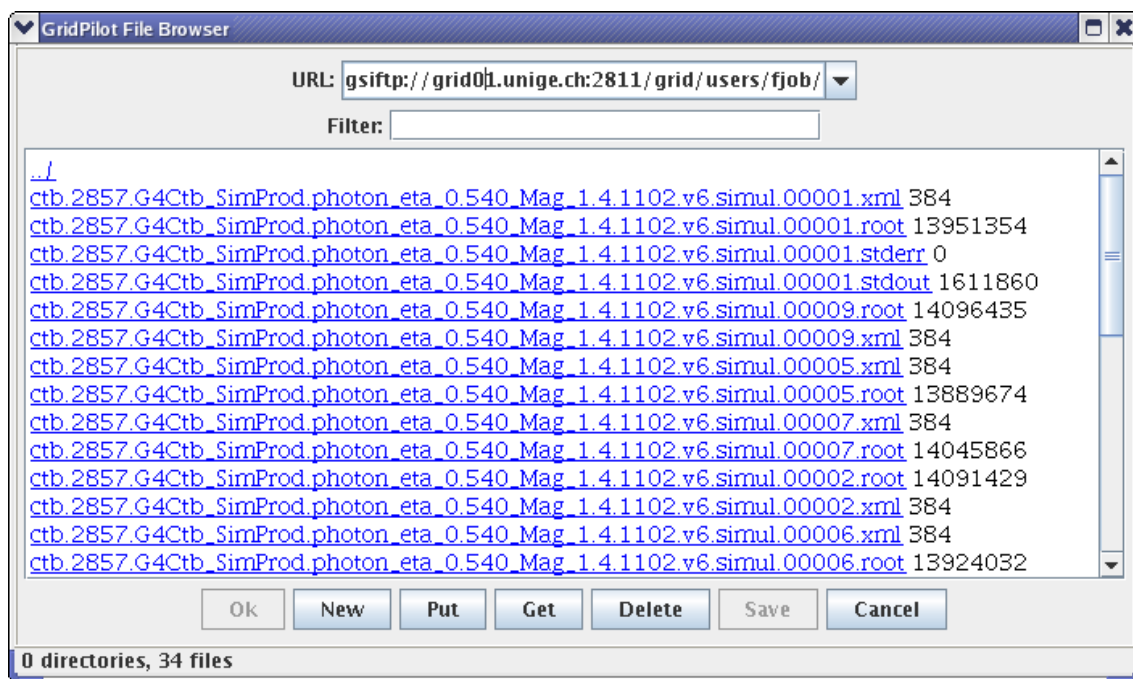 GridPilot File Browser
URL: gsiftp://grid01.unige.ch:2811/grid/users/fjob/
Filter:
../
ctb.2857.G4Ctb_SimProd.photon_eta_0.540_Mag_1.4.1102.v6.simul.00001.xml 384
ctb.2857.G4Ctb_SimProd.photon_eta_0.540_Mag_1.4.1102.v6.simul.00001.root 13951354
ctb.2857.G4Ctb_SimProd.photon_eta_0.540_Mag_1.4.1102.v6.simul.00001.stderr 0
ctb.2857.G4Ctb_SimProd.photon_eta_0.540_Mag_1.4.1102.v6.simul.00001.stdout 1611860
ctb.2857.G4Ctb_SimProd.photon_eta_0.540_Mag_1.4.1102.v6.simul.00009.root 14096435
ctb.2857.G4Ctb_SimProd.photon_eta_0.540_Mag_1.4.1102.v6.simul.00009.xml 384
ctb.2857.G4Ctb_SimProd.photon_eta_0.540_Mag_1.4.1102.v6.simul.00005.xml 384
ctb.2857.G4Ctb_SimProd.photon_eta_0.540_Mag_1.4.1102.v6.simul.00005.root 13889674
ctb.2857.G4Ctb_SimProd.photon_eta_0.540_Mag_1.4.1102.v6.simul.00007.xml 384
ctb.2857.G4Ctb_SimProd.photon_eta_0.540_Mag_1.4.1102.v6.simul.00007.root 14045866
ctb.2857.G4Ctb_SimProd.photon_eta_0.540_Mag_1.4.1102.v6.simul.00002.root 14091429
ctb.2857.G4Ctb_SimProd.photon_eta_0.540_Mag_1.4.1102.v6.simul.00002.xml 384
ctb.2857.G4Ctb_SimProd.photon_eta_0.540_Mag_1.4.1102.v6.simul.00006.xml 384
ctb.2857.G4Ctb_SimProd.photon_eta_0.540_Mag_1.4.1102.v6.simul.00006.root 13924032
Ok New Put Get Delete Save Cancel
0 directories, 34 files